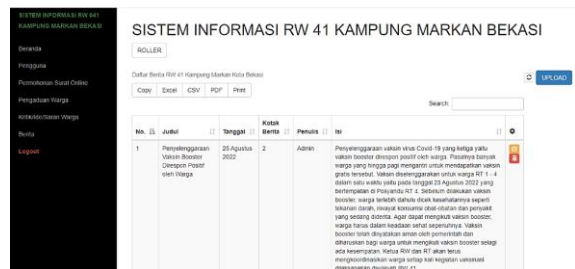 SISTEM INFORMASI RW 041
KAMPUNG MARKAN BEKASI
Beranda
Pengguna
Permohonan Surat Online
Pengaduan Warga
Kritik/Ide/Saran Warga
Berita
Logout
SISTEM INFORMASI RW 41 KAMPUNG MARKAN BEKASI
ROLLER
Daftar Berita RW 41 Kampung Markan Kota Bekasi
UPLOAD
Copy Excel CSV PDF Print
Search:
No. Judul Tanggal Kotak Berita Penulis Isi
1 Penyelenggaraan Vaksin Booster Direspon Positif oleh Warga
25 Agustus 2022
2
Admin
Penyelenggaraan vaksin virus Covid-19 yang ketiga yaitu
vaksin booster direspon positif oleh warga. Pasalnya banyak
warga yang hingga pagi mengantri untuk mendapatkan vaksin
gratis tersebut. Vaksin diselenggarakan untuk warga RT 1 - 4
dalam satu waktu yaitu pada tanggal 23 Agustus 2022 yang
bertempatan di Posyandu RT 4. Sebelum dilakukan vaksin
booster, warga terlebih dahulu dicek kesehatannya seperti
tekanan darah, riwayat konsumsi obat-obatan dan penyakit
yang sedang diderita. Agar dapat mengikuti vaksin booster,
warga harus dalam keadaan sehat sepenuhnya. Vaksin
booster telah dinyatakan aman oleh pemerintah dan
diharuskan bagi warga untuk mengikuti vaksin booster selagi
ada kesempatan. Ketua RW dan RT akan terus
mengkoordinasikan warga setiap kali kegiatan vaksinasi
dilaksanakan diwilayah RW 41.